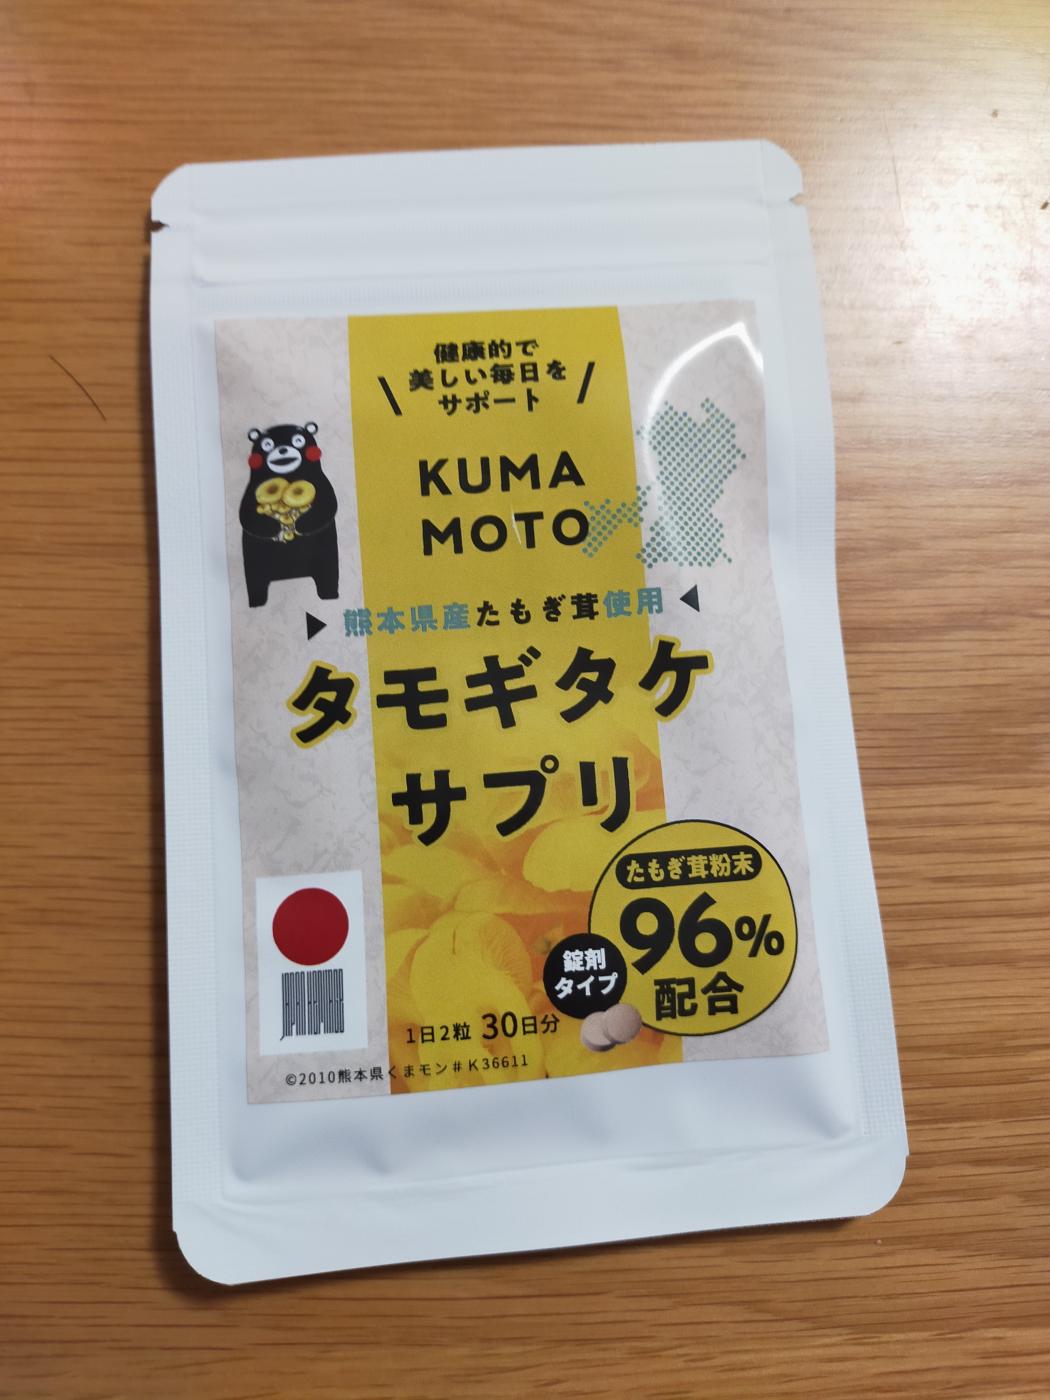 健康的で
美しい毎日を
サポート
KUMA
MOTO
熊本県産たもぎ茸使用
タモギタケ
サプリ
たもぎ茸粉末
96%
配合
錠剤
タイプ
1日2粒 30日分
©2010熊本県くまモン#K36611